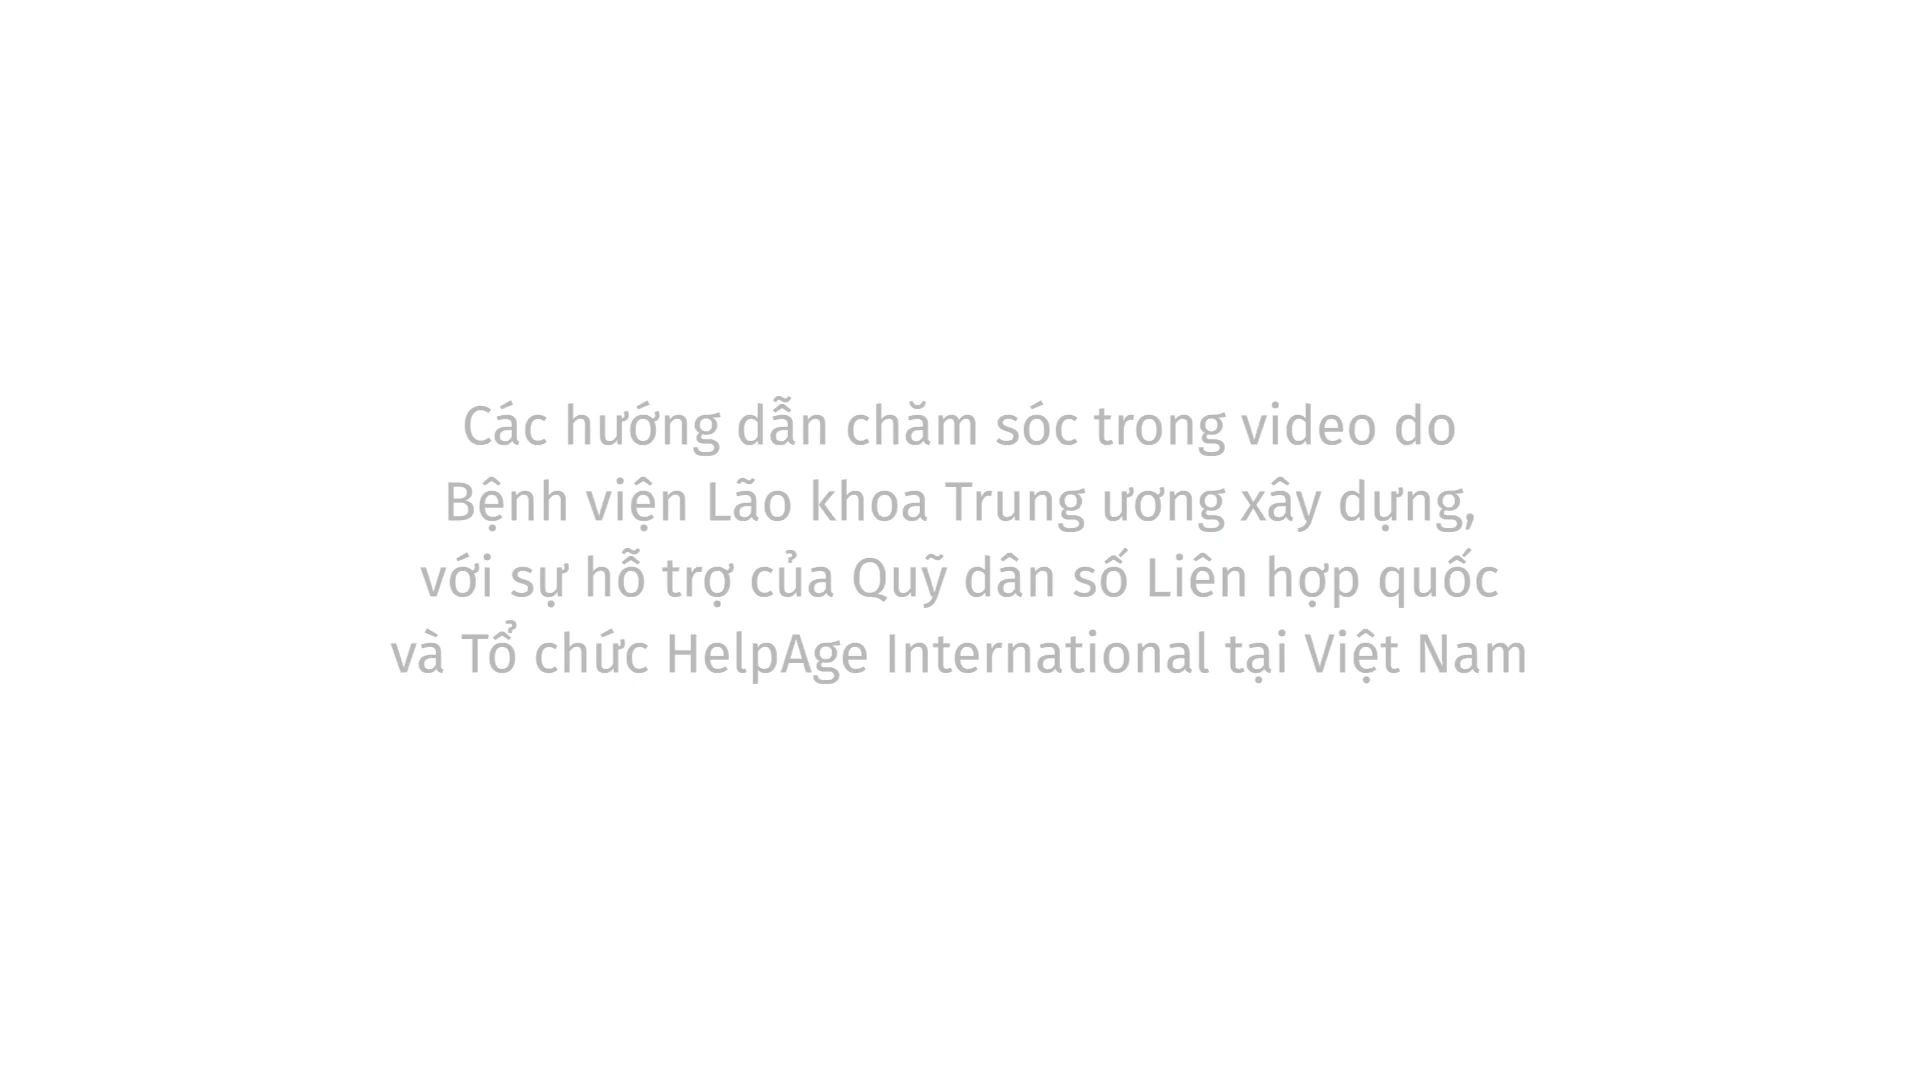 Các hướng dẫn chăm sóc trong video do
Bệnh viện Lão khoa Trung ương xây dựng,
với sự hỗ trợ của Quỹ dân số Liên hợp quốc
và Tổ chức HelpAge International tại Việt Nam